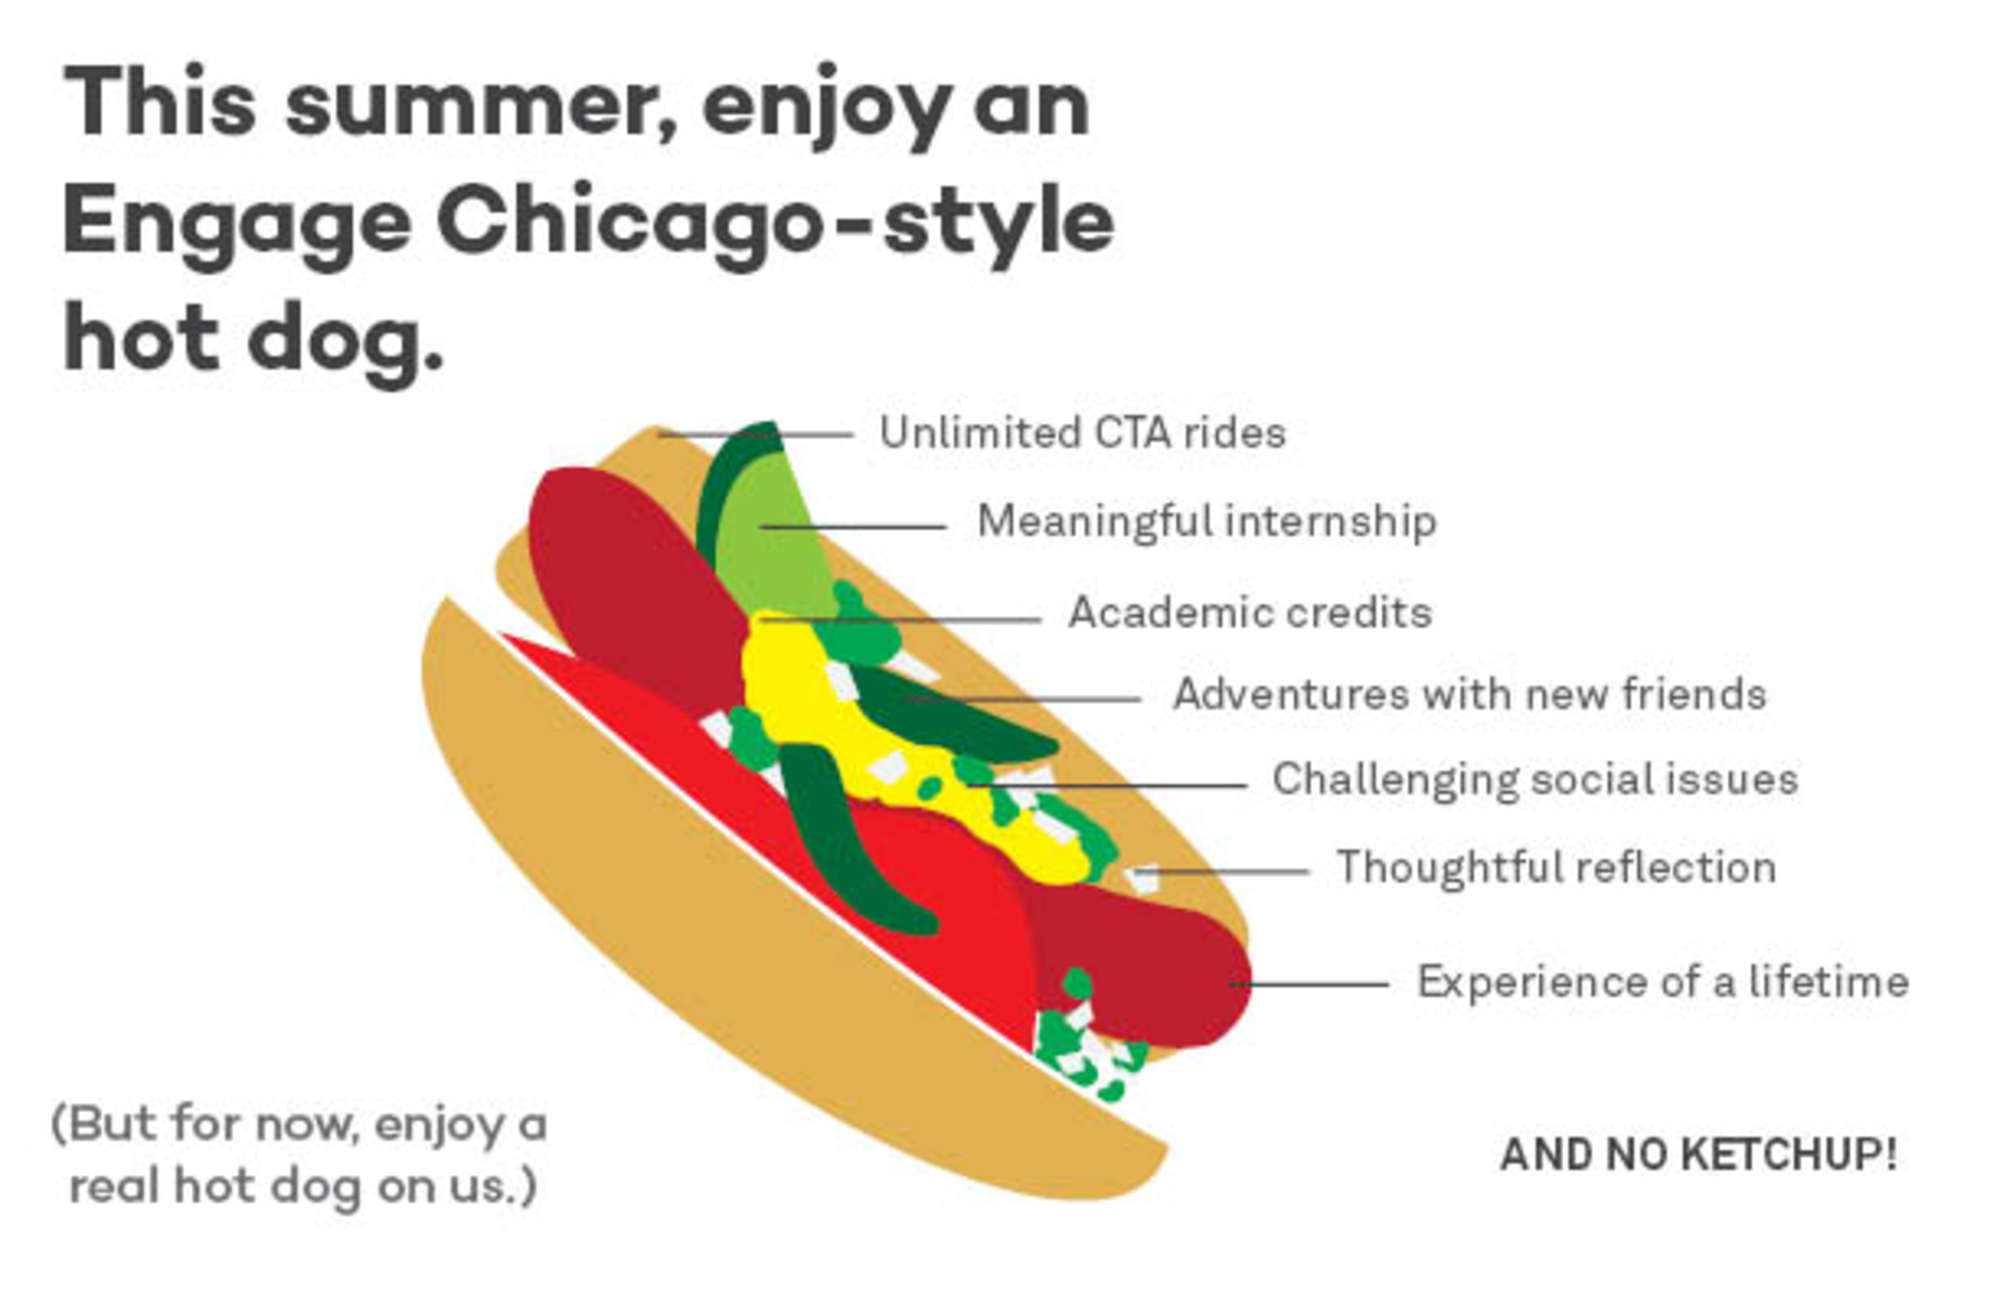 This summer, enjoy an
Engage Chicago-style
hot dog.
Unlimited CTA rides
Meaningful internship
Academic credits
Adventures with new friends
Challenging social issues
Thoughtful reflection
Experience of a lifetime
(But for now, enjoy a
real hot dog on us.)
AND NO KETCHUP!